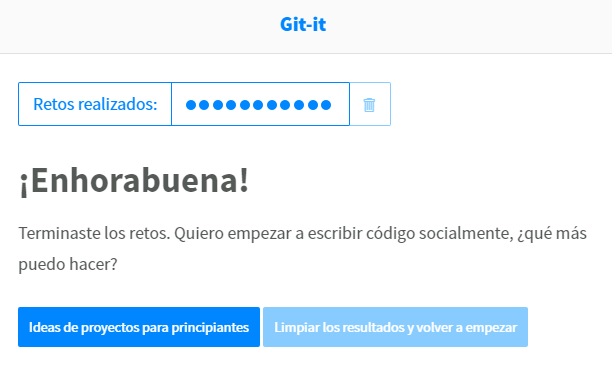 Git-it
Retos realizados:
¡Enhorabuena!
Terminaste los retos. Quiero empezar a escribir código socialmente, ¿qué más
puedo hacer?
Ideas de proyectos para principiantes
Limpiar los resultados y volver a empezar